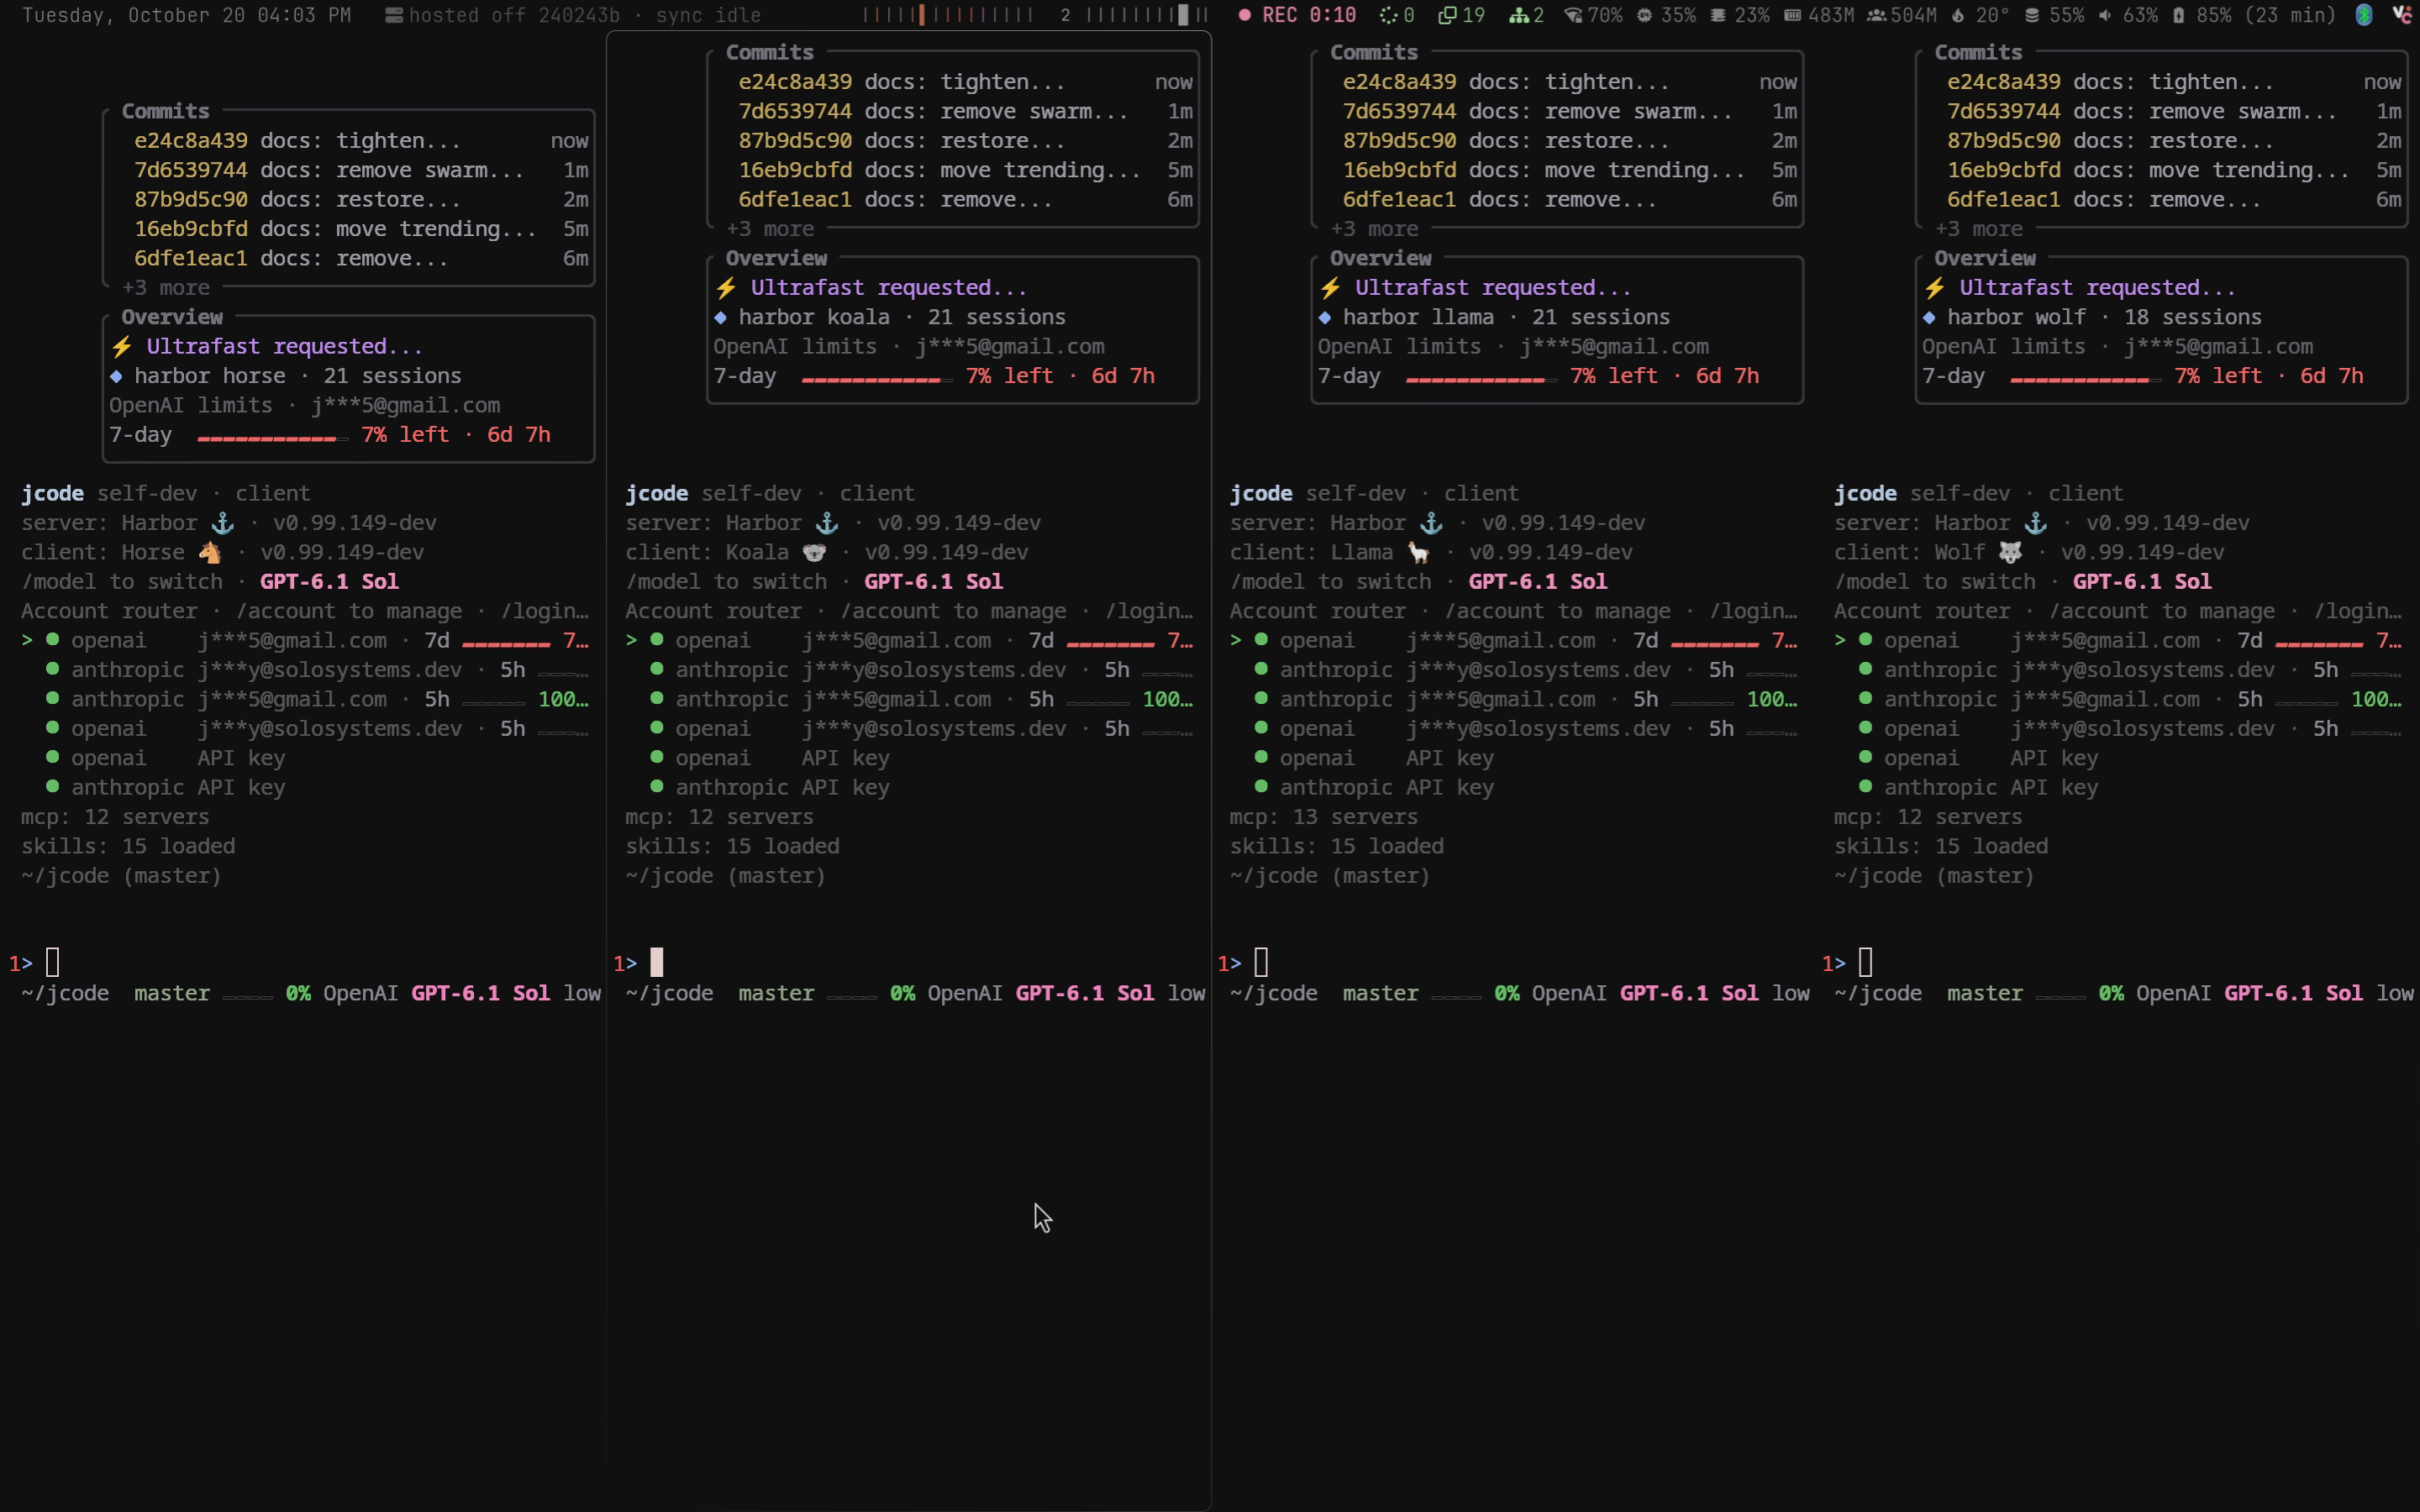 Tuesday, October 20 04:03 PM hosted off 240243b · sync idle 2 REC 0:10 0 19 2 70% 35% 23% 483M 504M 20° 55% 63% 85% (23 min)
Commits
e24c8a439 docs: tighten... now
7d6539744 docs: remove swarm... 1m
87b9d5c90 docs: restore... 2m
16eb9cbfd docs: move trending... 5m
6dfe1eac1 docs: remove... 6m
+3 more
Overview
⚡ Ultrafast requested...
◆ harbor horse · 21 sessions
OpenAI limits · j***5@gmail.com
7-day 7% left · 6d 7h
jcode self-dev · client
server: Harbor ⚓ · v0.99.149-dev
client: Horse 🐴 · v0.99.149-dev
/model to switch · GPT-6.1 Sol
Account router · /account to manage · /login…
> ● openai j***5@gmail.com · 7d 7…
● anthropic j***y@solosystems.dev · 5h …
● anthropic j***5@gmail.com · 5h 100…
● openai j***y@solosystems.dev · 5h …
● openai API key
● anthropic API key
mcp: 12 servers
skills: 15 loaded
~/jcode (master)
1>
~/jcode master 0% OpenAI GPT-6.1 Sol low
Commits
e24c8a439 docs: tighten... now
7d6539744 docs: remove swarm... 1m
87b9d5c90 docs: restore... 2m
16eb9cbfd docs: move trending... 5m
6dfe1eac1 docs: remove... 6m
+3 more
Overview
⚡ Ultrafast requested...
◆ harbor koala · 21 sessions
OpenAI limits · j***5@gmail.com
7-day 7% left · 6d 7h
jcode self-dev · client
server: Harbor ⚓ · v0.99.149-dev
client: Koala 🐨 · v0.99.149-dev
/model to switch · GPT-6.1 Sol
Account router · /account to manage · /login…
> ● openai j***5@gmail.com · 7d 7…
● anthropic j***y@solosystems.dev · 5h …
● anthropic j***5@gmail.com · 5h 100…
● openai j***y@solosystems.dev · 5h …
● openai API key
● anthropic API key
mcp: 12 servers
skills: 15 loaded
~/jcode (master)
1>
~/jcode master 0% OpenAI GPT-6.1 Sol low
Commits
e24c8a439 docs: tighten... now
7d6539744 docs: remove swarm... 1m
87b9d5c90 docs: restore... 2m
16eb9cbfd docs: move trending... 5m
6dfe1eac1 docs: remove... 6m
+3 more
Overview
⚡ Ultrafast requested...
◆ harbor llama · 21 sessions
OpenAI limits · j***5@gmail.com
7-day 7% left · 6d 7h
jcode self-dev · client
server: Harbor ⚓ · v0.99.149-dev
client: Llama 🦙 · v0.99.149-dev
/model to switch · GPT-6.1 Sol
Account router · /account to manage · /login…
> ● openai j***5@gmail.com · 7d 7…
● anthropic j***y@solosystems.dev · 5h …
● anthropic j***5@gmail.com · 5h 100…
● openai j***y@solosystems.dev · 5h …
● openai API key
● anthropic API key
mcp: 13 servers
skills: 15 loaded
~/jcode (master)
1>
~/jcode master 0% OpenAI GPT-6.1 Sol low
Commits
e24c8a439 docs: tighten... now
7d6539744 docs: remove swarm... 1m
87b9d5c90 docs: restore... 2m
16eb9cbfd docs: move trending... 5m
6dfe1eac1 docs: remove... 6m
+3 more
Overview
⚡ Ultrafast requested...
◆ harbor wolf · 18 sessions
OpenAI limits · j***5@gmail.com
7-day 7% left · 6d 7h
jcode self-dev · client
server: Harbor ⚓ · v0.99.149-dev
client: Wolf 🐺 · v0.99.149-dev
/model to switch · GPT-6.1 Sol
Account router · /account to manage · /login…
> ● openai j***5@gmail.com · 7d 7…
● anthropic j***y@solosystems.dev · 5h …
● anthropic j***5@gmail.com · 5h 100…
● openai j***y@solosystems.dev · 5h …
● openai API key
● anthropic API key
mcp: 12 servers
skills: 15 loaded
~/jcode (master)
1>
~/jcode master 0% OpenAI GPT-6.1 Sol low